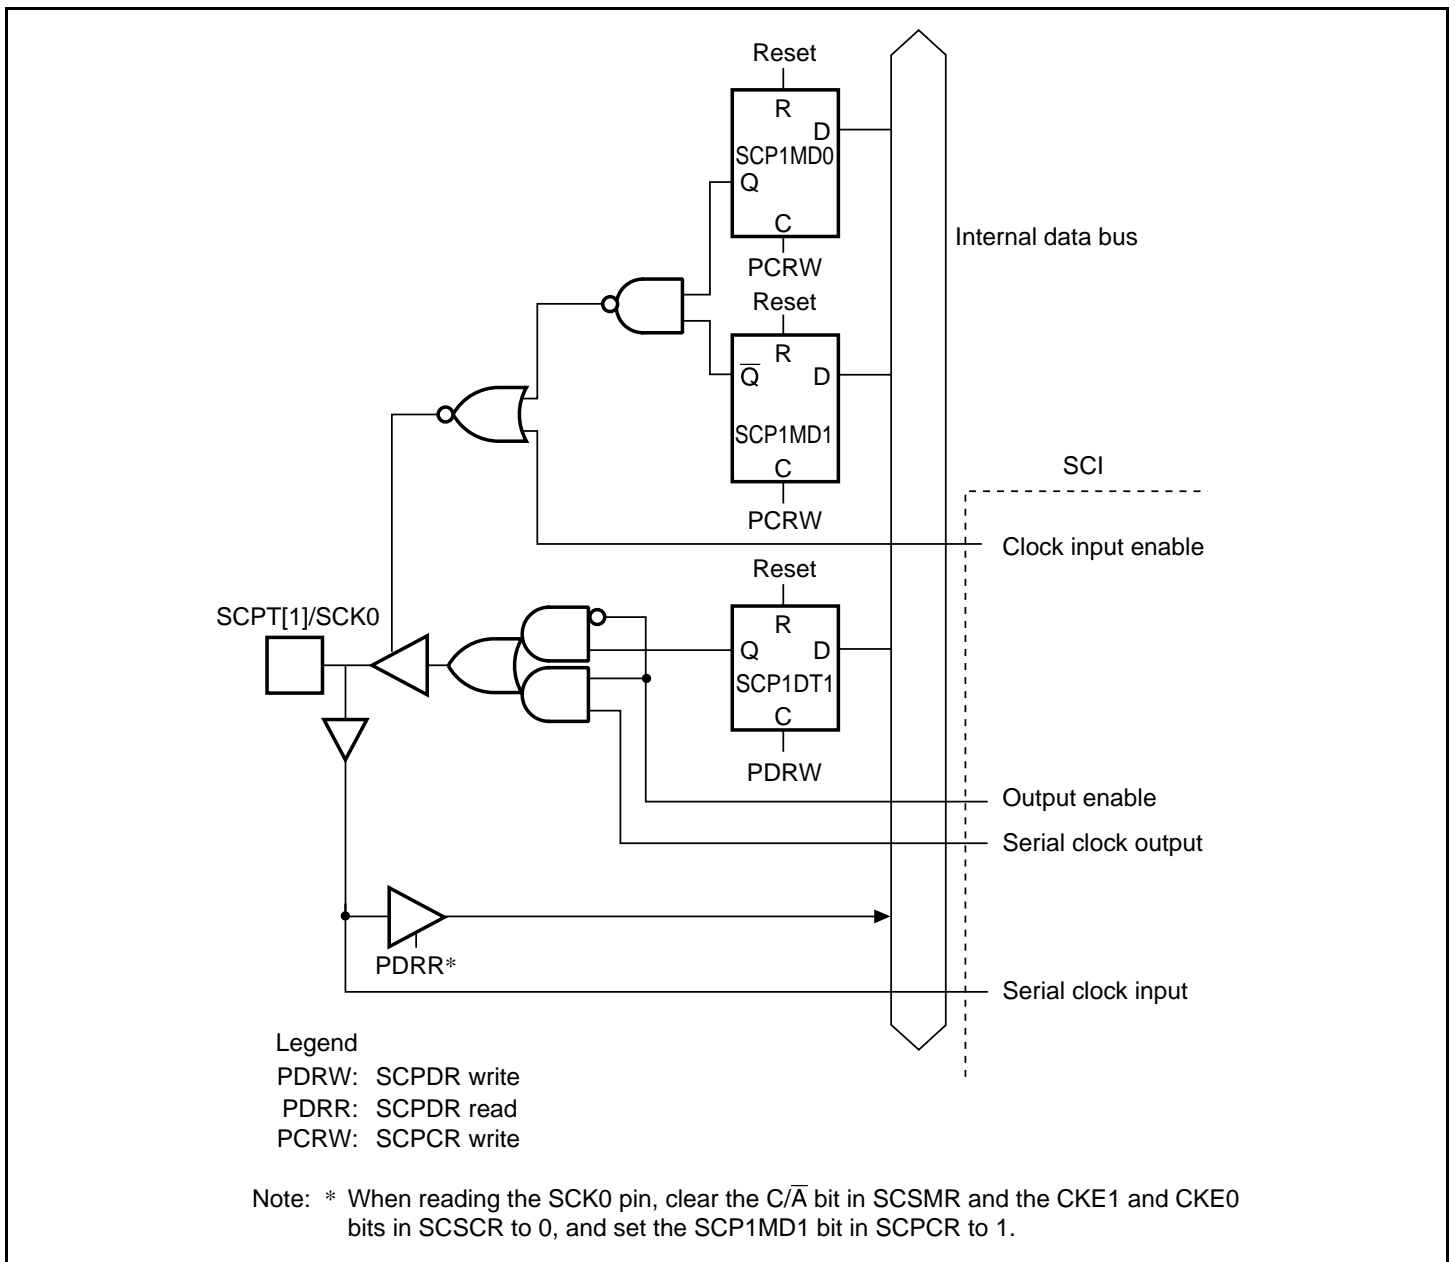 Reset
R
D
SCP1MD0
Q
C
PCRW
Internal data bus
Reset
R
Q̅ D
SCP1MD1
C
PCRW
SCI
Clock input enable
Reset
SCPT[1]/SCK0
R
Q D
SCP1DT1
C
PDRW
Output enable
Serial clock output
PDRR*
Serial clock input
Legend
PDRW: SCPDR write
PDRR: SCPDR read
PCRW: SCPCR write
Note: * When reading the SCK0 pin, clear the C/A̅ bit in SCSMR and the CKE1 and CKE0
bits in SCSCR to 0, and set the SCP1MD1 bit in SCPCR to 1.